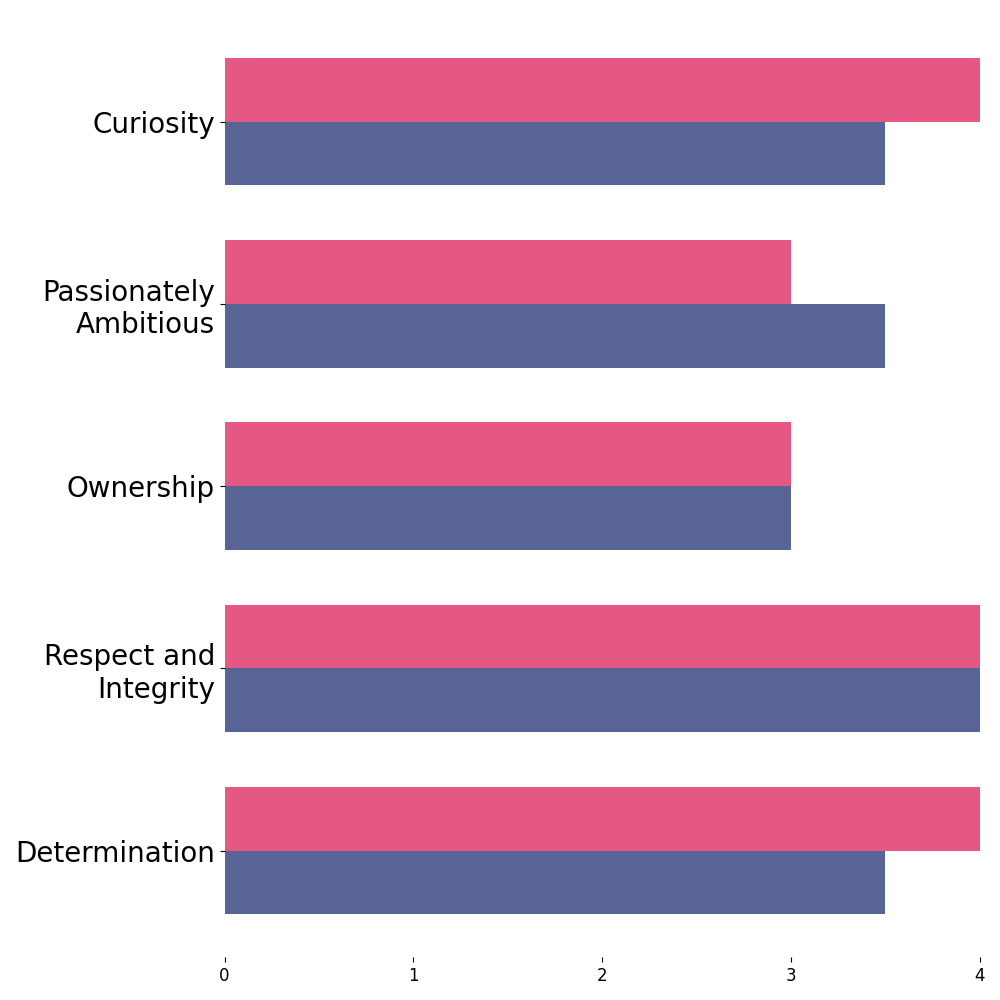 Curiosity
Passionately
Ambitious
Ownership
Respect and
Integrity
Determination
0 1 2 3 4